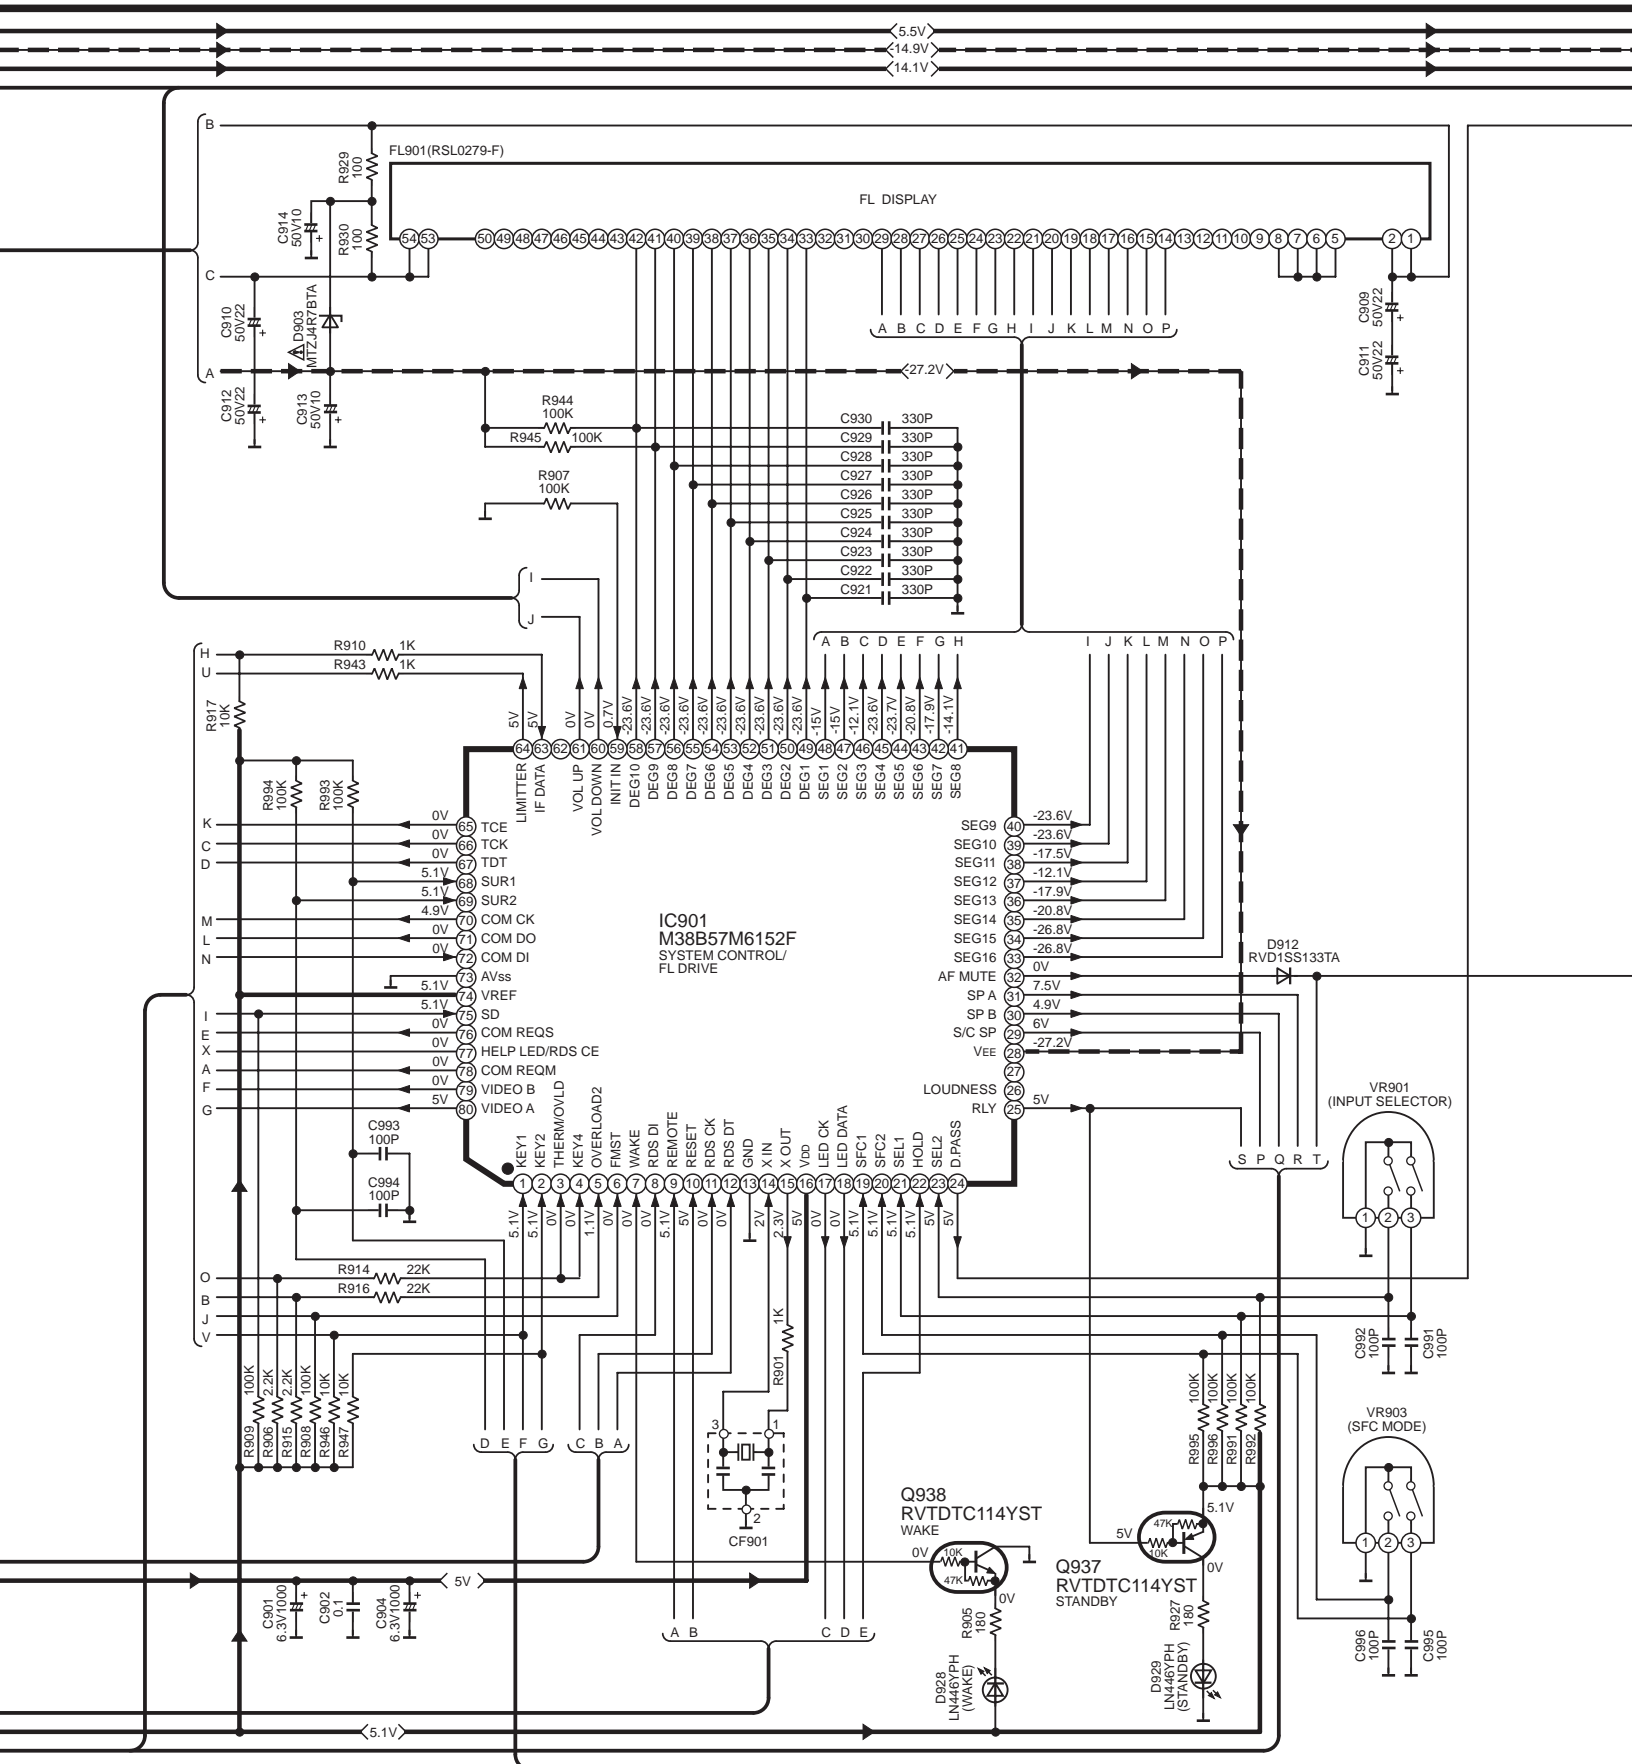 5.5V
-14.9V
14.1V
B
FL901(RSL0279-F)
R929
100
FL DISPLAY
C914
50V10
R930
100
54 53 50 49 48 47 46 45 44 43 42 41 40 39 38 37 36 35 34 33 32 31 30 29 28 27 26 25 24 23 22 21 20 19 18 17 16 15 14 13 12 11 10 9 8 7 6 5 2 1
C
C910
50V22
+
D903
MTZJ4R7BTA
C909
50V22
+
A B C D E F G H I J K L M N O P
C911
50V22
+
A
-27.2V
C912
50V22
+
C913
50V10
+
R944
100K
R945 100K
C930 330P
C929 330P
C928 330P
C927 330P
C926 330P
C925 330P
C924 330P
C923 330P
C922 330P
C921 330P
R907
100K
I
J
A B C D E F G H I J K L M N O P
H
R910 1K
U
R943 1K
R917
10K
5V 5V 0V 0V 0.7V -23.6V -23.6V -23.6V -23.6V -23.6V -23.6V -23.6V -23.6V -23.6V -23.6V -15V -15V -12.1V -23.6V -23.7V -20.8V -17.9V -14.1V
64 63 62 61 60 59 58 57 56 55 54 53 52 51 50 49 48 47 46 45 44 43 42 41
LIMITTER
IF DATA
VOL UP
VOL DOWN
INIT IN
DEG10
DEG9
DEG8
DEG7
DEG6
DEG5
DEG4
DEG3
DEG2
DEG1
SEG1
SEG2
SEG3
SEG4
SEG5
SEG6
SEG7
SEG8
R994
100K
R993
100K
K 0V 65 TCE
C 0V 66 TCK
D 0V 67 TDT
5.1V 68 SUR1
5.1V 69 SUR2
M 4.9V 70 COM CK
L 0V 71 COM DO
N 0V 72 COM DI
73 AVss
5.1V 74 VREF
I 5.1V 75 SD
E 0V 76 COM REQS
X 0V 77 HELP LED/RDS CE
A 0V 78 COM REQM
F 0V 79 VIDEO B
G 5V 80 VIDEO A
IC901
M38B57M6152F
SYSTEM CONTROL/
FL DRIVE
SEG9 40 -23.6V
SEG10 39 -23.6V
SEG11 38 -17.5V
SEG12 37 -12.1V
SEG13 36 -17.9V
SEG14 35 -20.8V
SEG15 34 -26.8V
SEG16 33 -26.8V
AF MUTE 32 0V
SP A 31 7.5V
SP B 30 4.9V
S/C SP 29 6V
VEE 28 -27.2V
27
LOUDNESS 26
RLY 25 5V
D912
RVD1SS133TA
S P Q R T
VR901
(INPUT SELECTOR)
1 2 3
C993
100P
C994
100P
KEY1
KEY2
THERM/OVLD
KEY4
OVERLOAD2
FMST
WAKE
RDS DI
REMOTE
RESET
RDS CK
RDS DT
GND
X IN
X OUT
VDD
LED CK
LED DATA
SFC1
SFC2
SEL1
HOLD
SEL2
D.PASS
1 2 3 4 5 6 7 8 9 10 11 12 13 14 15 16 17 18 19 20 21 22 23 24
5.1V 5.1V 0V 0V 1.1V 0V 0V 0V 5.1V 5V 0V 0V 2V 2.3V 5V 0V 0V 5.1V 5.1V 5.1V 5.1V 5V 5V
O
R914 22K
B
R916 22K
J
V
R901 1K
C992
100P
C991
100P
R909 100K
R906 2.2K
R915 2.2K
R908 100K
R946 10K
R947 10K
D E F G
C B A
3 1
2
CF901
R995 100K
R996 100K
R991 100K
R992 100K
VR903
(SFC MODE)
1 2 3
Q938
RVTDTC114YST
WAKE
0V
10K
47K
0V
5.1V
5V
47K
10K
0V
Q937
RVTDTC114YST
STANDBY
5V
C901
6.3V1000
+
C902
0.1
C904
6.3V1000
+
A B C D E
R905
180
R927
180
C996
100P
C995
100P
D928
LN446YPH
(WAKE)
D929
LN446YPH
(STANDBY)
5.1V